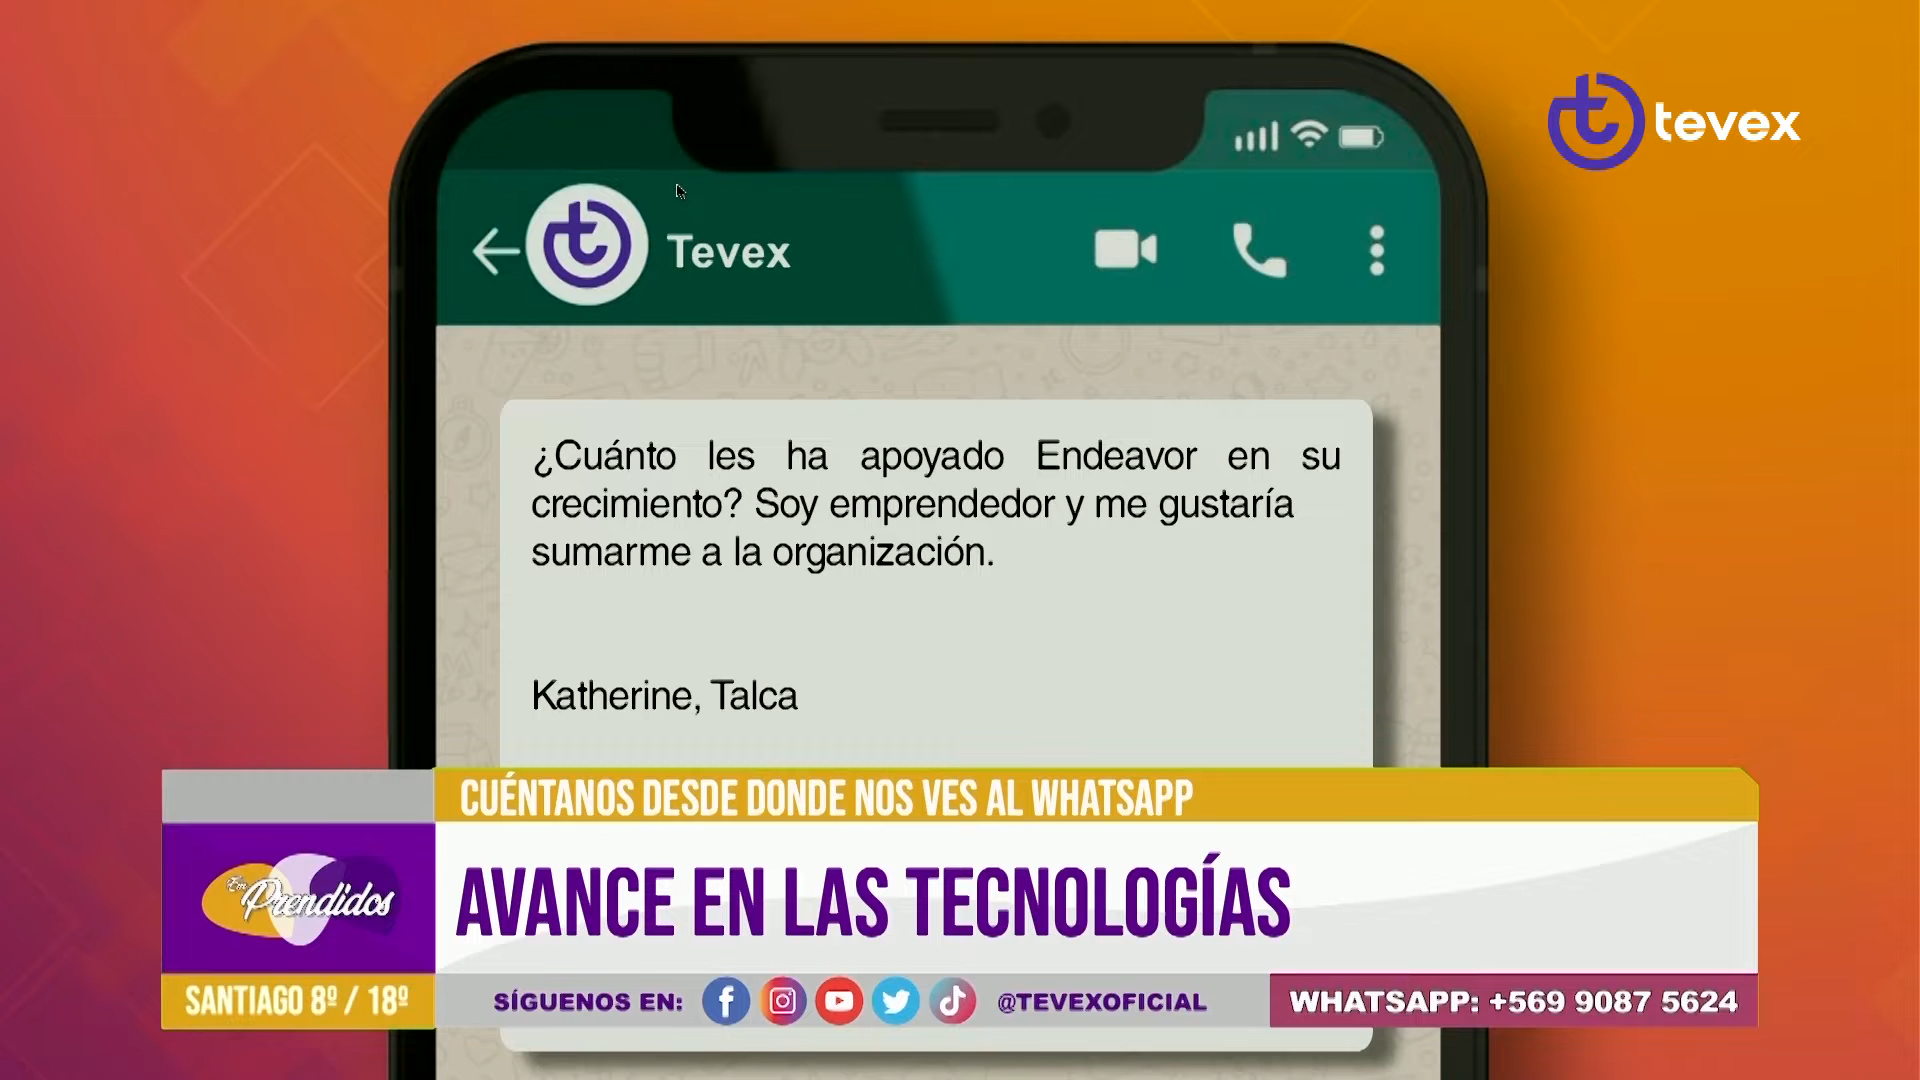 tevex
Tevex
¿Cuánto les ha apoyado Endeavor en su
crecimiento? Soy emprendedor y me gustaría
sumarme a la organización.
Katherine, Talca
CUÉNTANOS DESDE DONDE NOS VES AL WHATSAPP
Em
Prendidos
AVANCE EN LAS TECNOLOGÍAS
SANTIAGO 8º / 18º
SÍGUENOS EN:
@TEVEXOFICIAL
WHATSAPP: +569 9087 5624